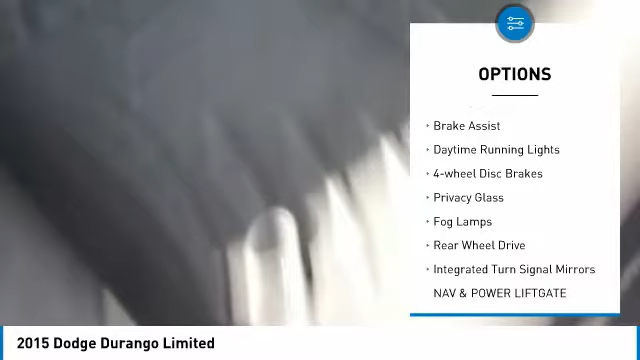 OPTIONS
Brake Assist
Daytime Running Lights
4-wheel Disc Brakes
Privacy Glass
Fog Lamps
Rear Wheel Drive
Integrated Turn Signal Mirrors
NAV & POWER LIFTGATE
2015 Dodge Durango Limited